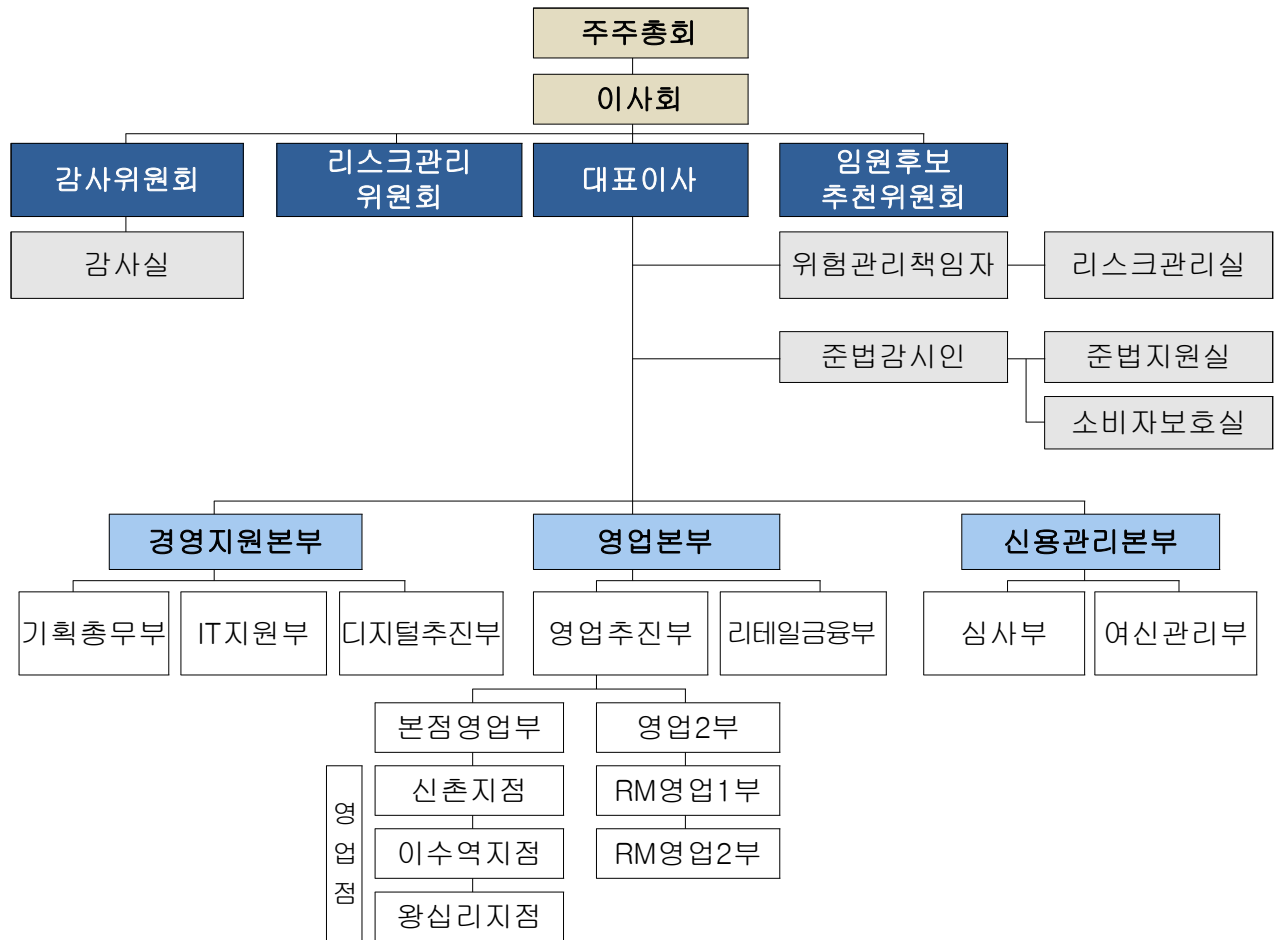 주주총회
이사회
감사위원회
리스크관리
위원회
대표이사
임원후보
추천위원회
감사실
위험관리책임자
리스크관리실
준법감시인
준법지원실
소비자보호실
경영지원본부
영업본부
신용관리본부
기획총무부
IT지원부
디지털추진부
영업추진부
리테일금융부
심사부
여신관리부
본점영업부
영업2부
영업점
신촌지점
RM영업1부
이수역지점
RM영업2부
왕십리지점